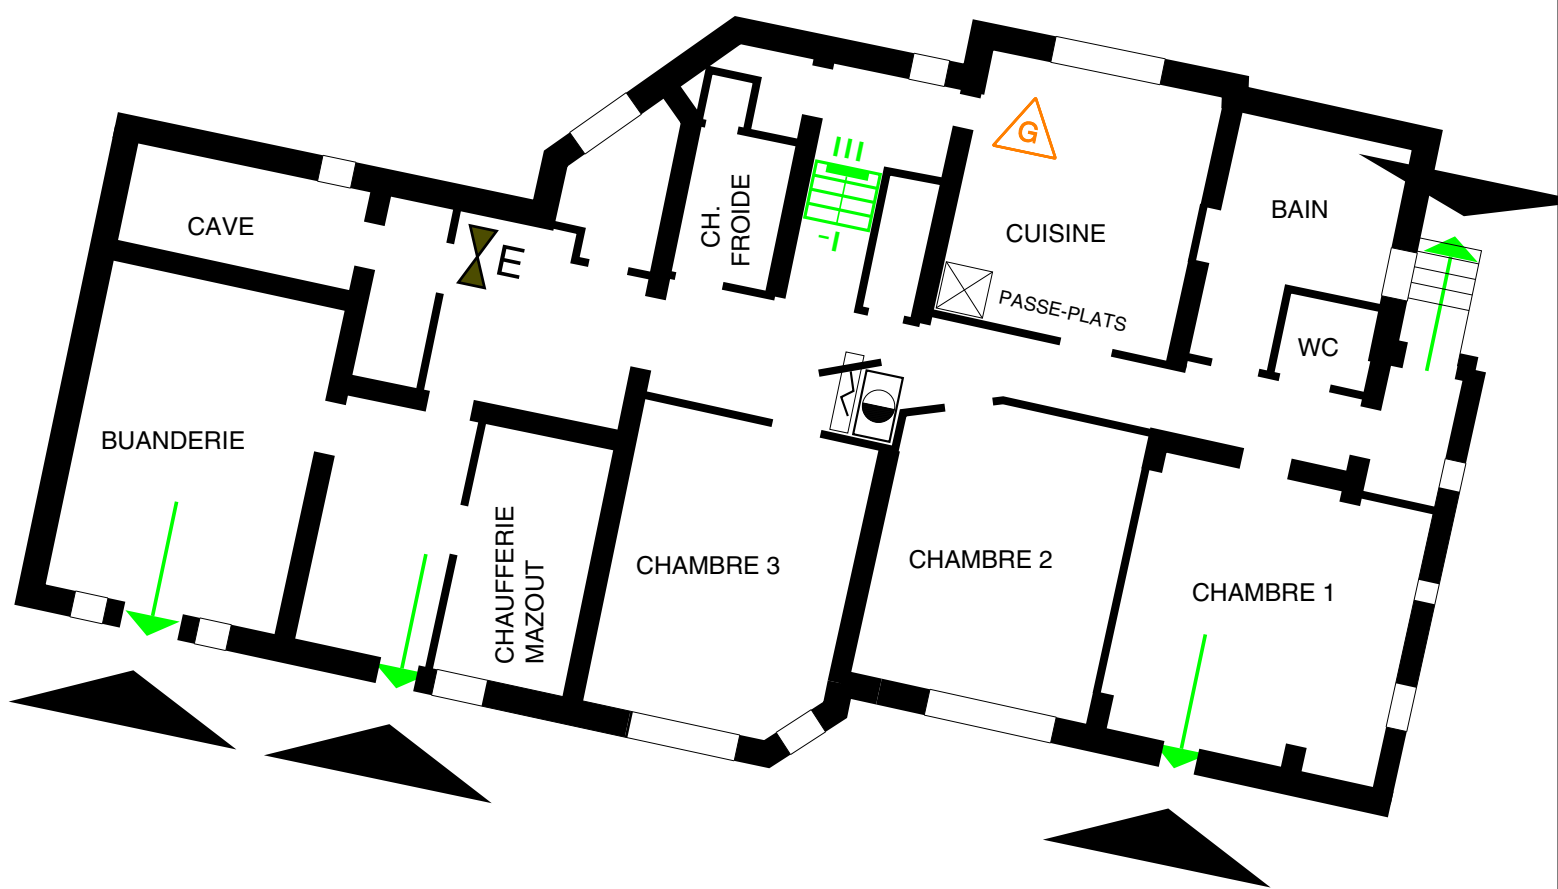 G
CAVE
E
CH.
FROIDE
CUISINE
BAIN
PASSE-PLATS
WC
BUANDERIE
CHAUFFERIE
MAZOUT
CHAMBRE 3
CHAMBRE 2
CHAMBRE 1